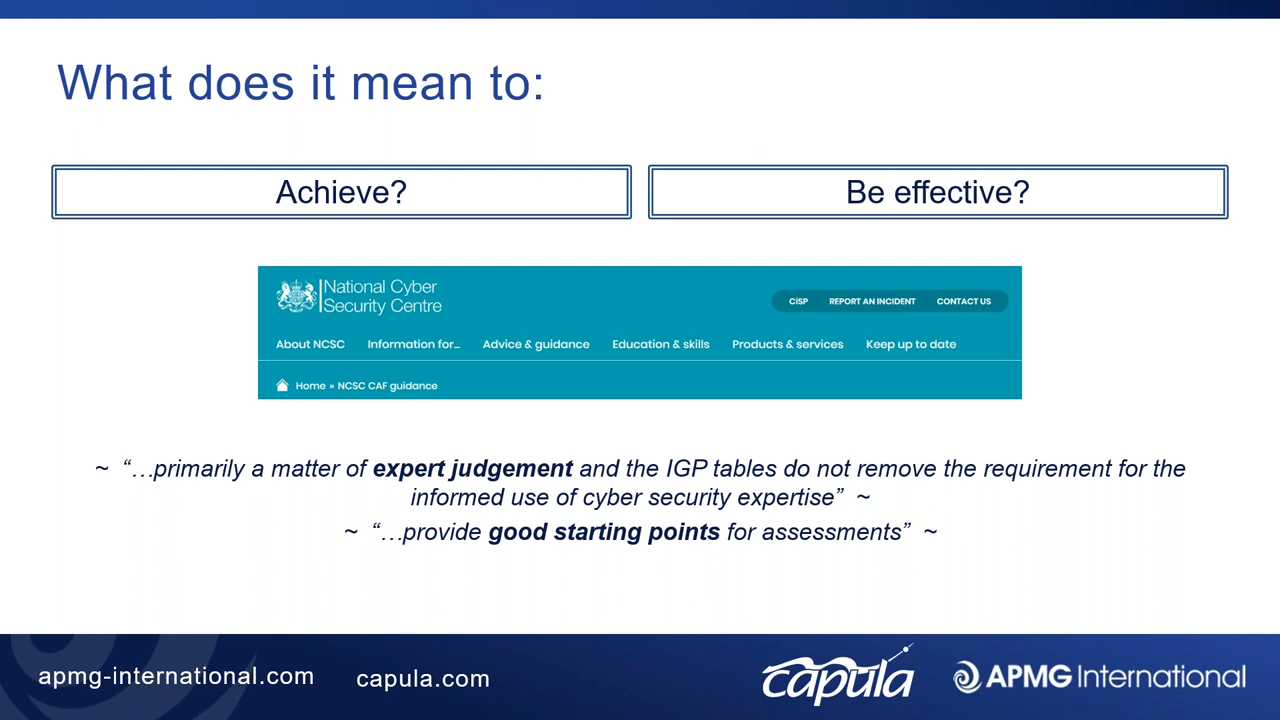 What does it mean to:
Achieve?
Be effective?
National Cyber
Security Centre
CiSP REPORT AN INCIDENT CONTACT US
About NCSC Information for... Advice & guidance Education & skills Products & services Keep up to date
Home » NCSC CAF guidance
~ “…primarily a matter of expert judgement and the IGP tables do not remove the requirement for the
informed use of cyber security expertise” ~
~ “…provide good starting points for assessments” ~
apmg-international.com capula.com capula APMG International